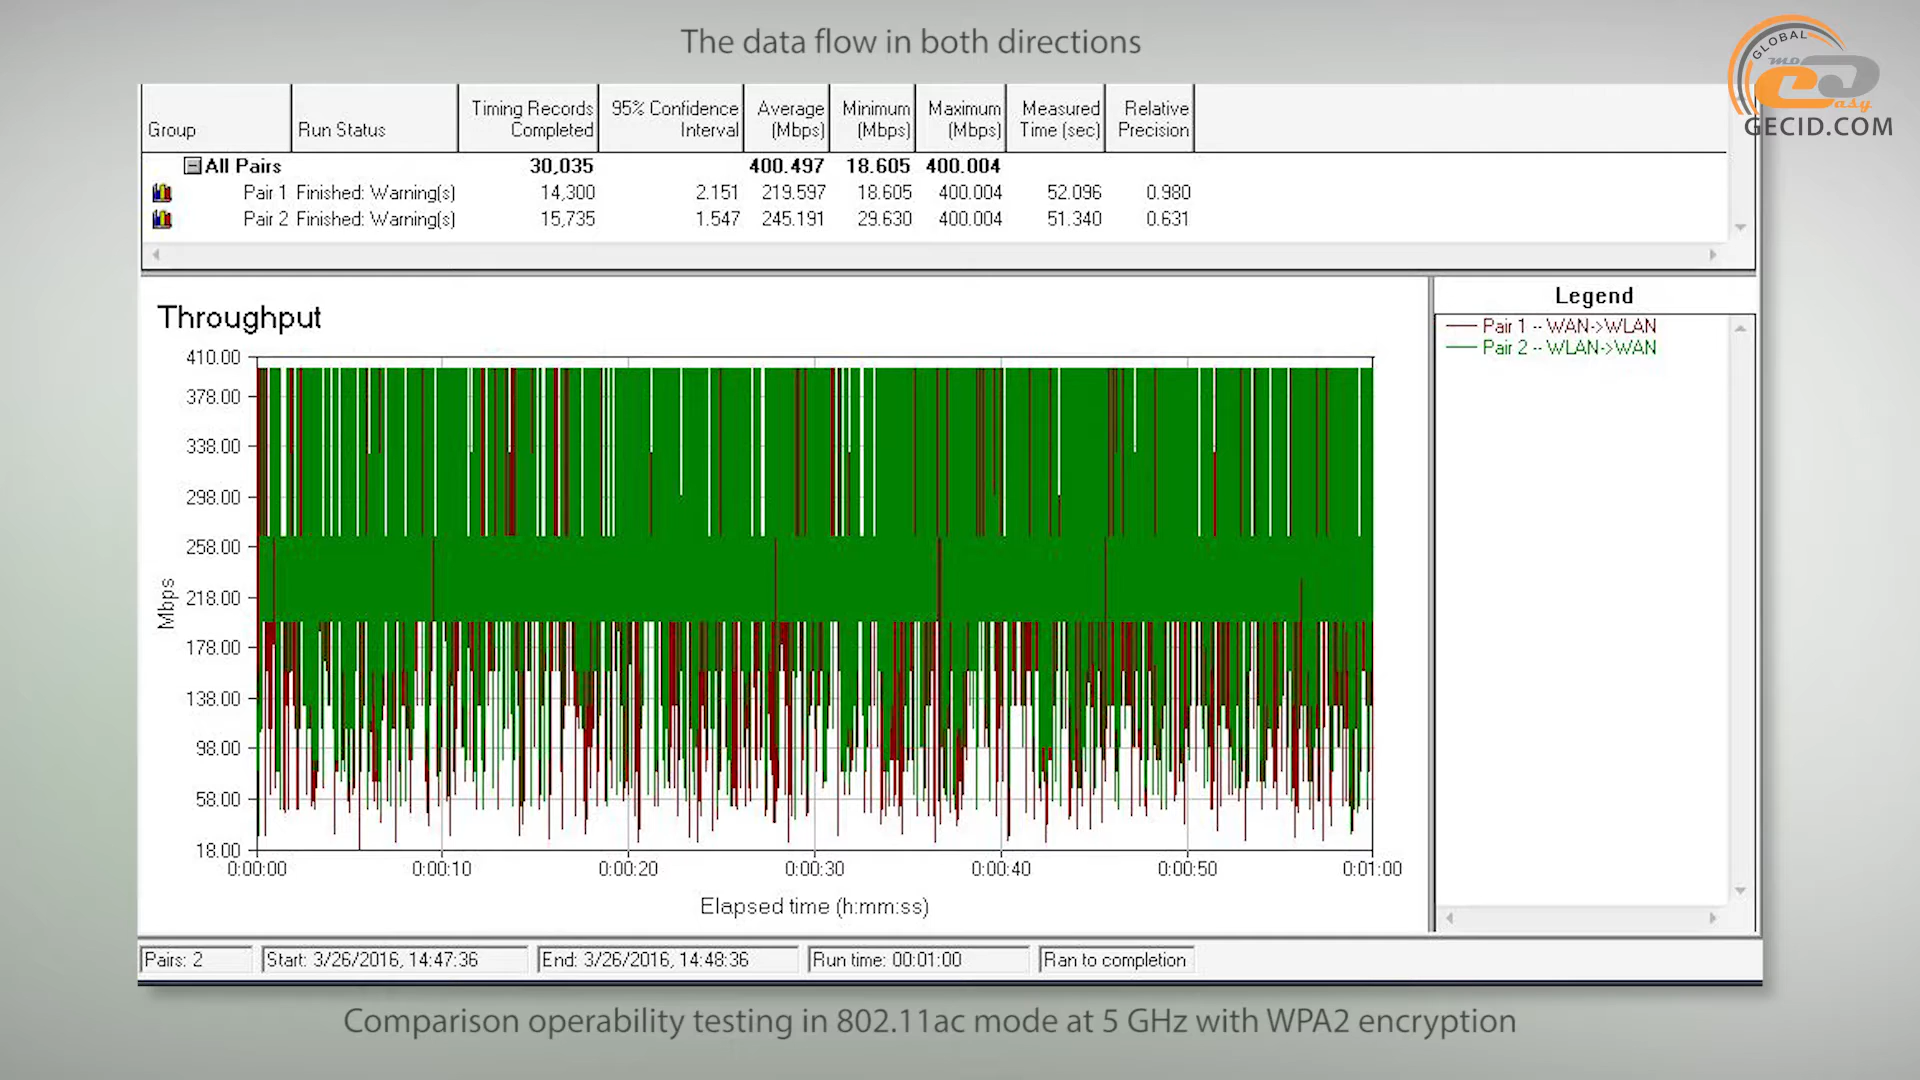 The data flow in both directions
GLOBAL
MO
easy
GECID.COM
Group Run Status Timing Records Completed 95% Confidence Interval Average (Mbps) Minimum (Mbps) Maximum (Mbps) Measured Time (sec) Relative Precision
All Pairs 30,035 400.497 18.605 400.004
Pair 1 Finished: Warning(s) 14,300 2.151 219.597 18.605 400.004 52.096 0.980
Pair 2 Finished: Warning(s) 15,735 1.547 245.191 29.630 400.004 51.340 0.631
Throughput
Mbps
410.00
378.00
338.00
298.00
258.00
218.00
178.00
138.00
98.00
58.00
18.00
0:00:00 0:00:10 0:00:20 0:00:30 0:00:40 0:00:50 0:01:00
Elapsed time (h:mm:ss)
Legend
Pair 1 -- WAN->WLAN
Pair 2 -- WLAN->WAN
Pairs: 2 Start: 3/26/2016, 14:47:36 End: 3/26/2016, 14:48:36 Run time: 00:01:00 Ran to completion
Comparison operability testing in 802.11ac mode at 5 GHz with WPA2 encryption